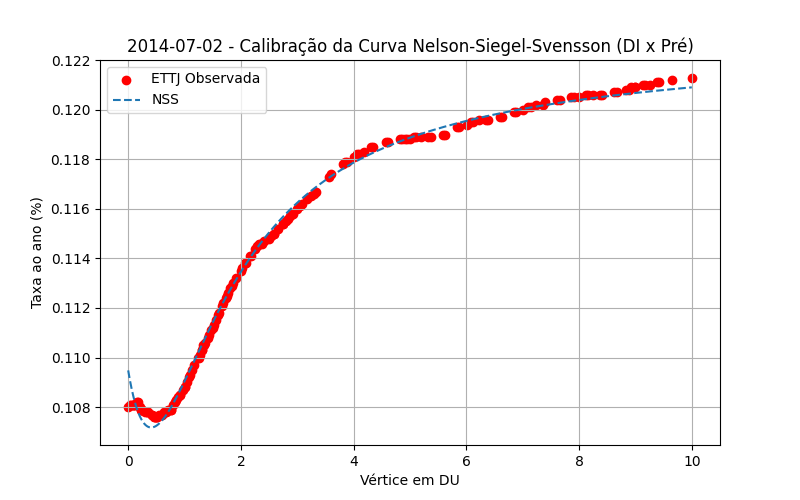 2014-07-02 - Calibração da Curva Nelson-Siegel-Svensson (DI x Pré)
ETTJ Observada
NSS
Taxa ao ano (%)
0.122
0.120
0.118
0.116
0.114
0.112
0.110
0.108
0 2 4 6 8 10
Vértice em DU